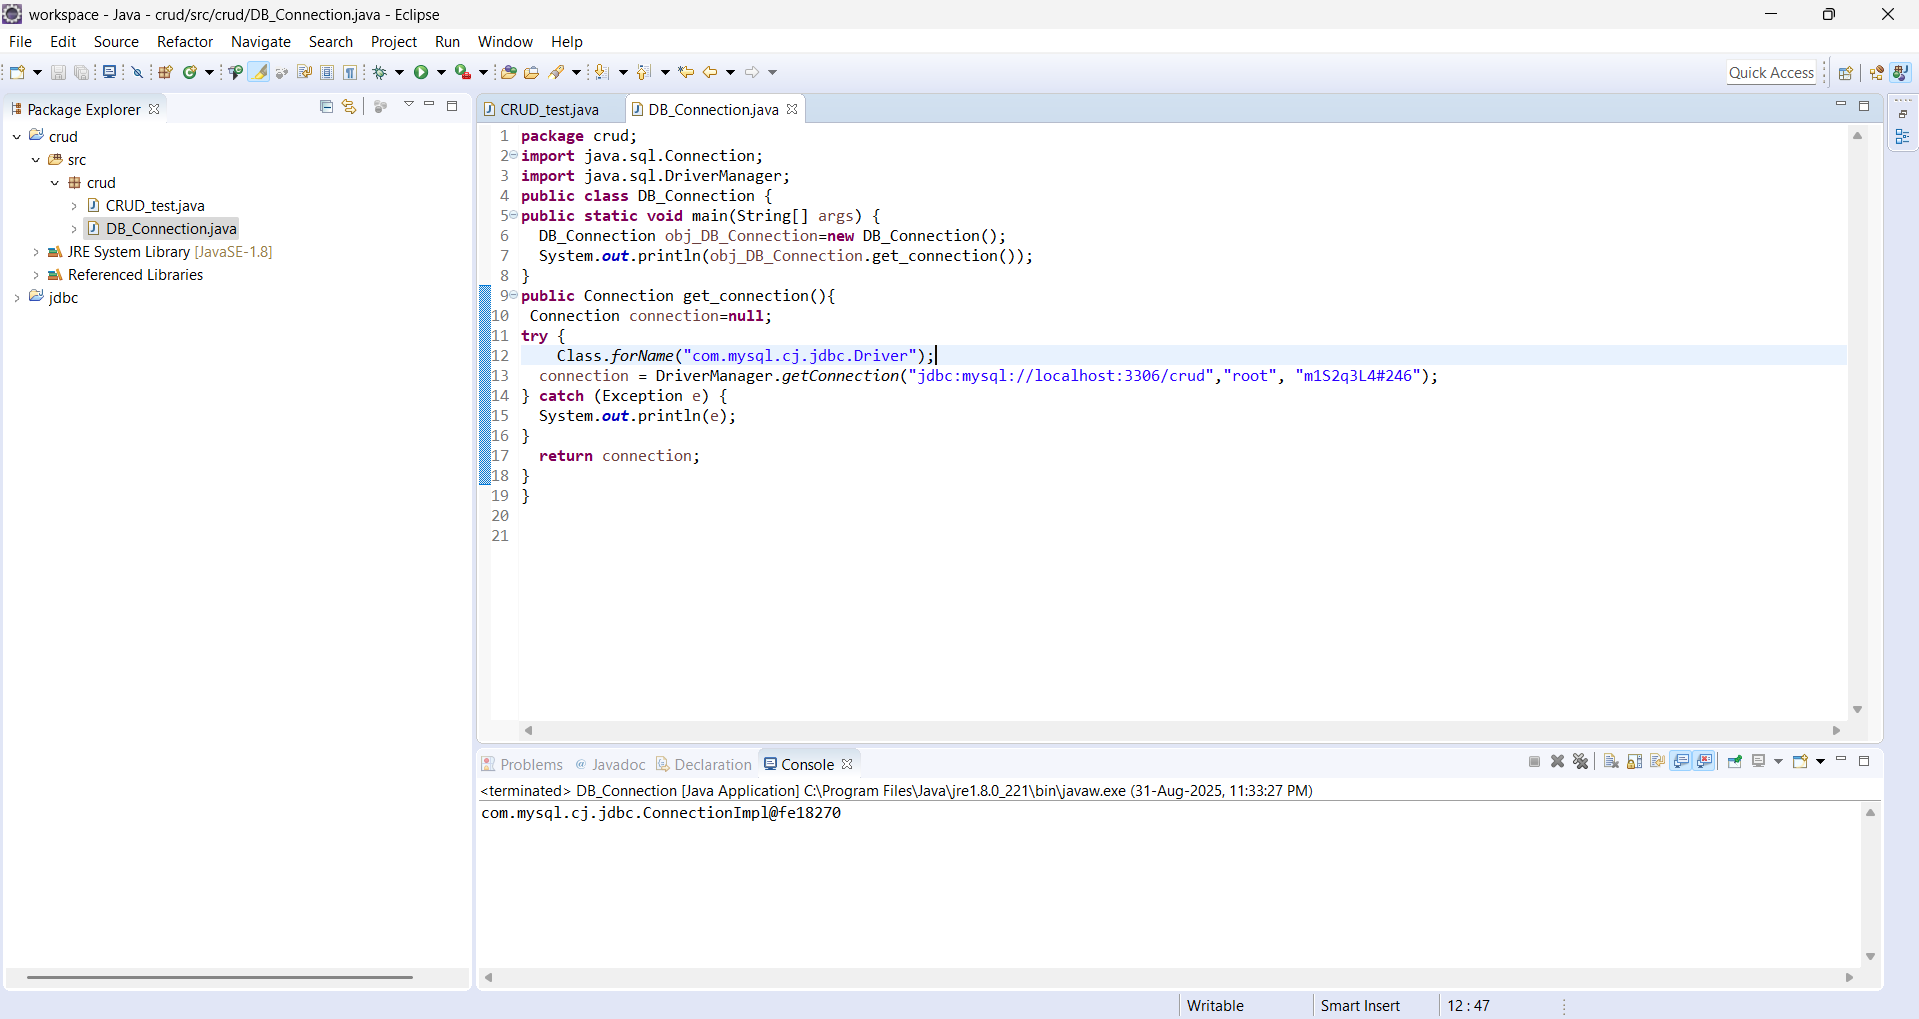 workspace - Java - crud/src/crud/DB_Connection.java - Eclipse
File Edit Source Refactor Navigate Search Project Run Window Help
Quick Access
Package Explorer
crud
src
crud
CRUD_test.java
DB_Connection.java
JRE System Library [JavaSE-1.8]
Referenced Libraries
jdbc
CRUD_test.java DB_Connection.java
1 package crud;
2 import java.sql.Connection;
3 import java.sql.DriverManager;
4 public class DB_Connection {
5 public static void main(String[] args) {
6 DB_Connection obj_DB_Connection=new DB_Connection();
7 System.out.println(obj_DB_Connection.get_connection());
8 }
9 public Connection get_connection(){
10 Connection connection=null;
11 try {
12 Class.forName("com.mysql.cj.jdbc.Driver");
13 connection = DriverManager.getConnection("jdbc:mysql://localhost:3306/crud","root", "m1S2q3L4#246");
14 } catch (Exception e) {
15 System.out.println(e);
16 }
17 return connection;
18 }
19 }
20
21
Problems @ Javadoc Declaration Console
<terminated> DB_Connection [Java Application] C:\Program Files\Java\jre1.8.0_221\bin\javaw.exe (31-Aug-2025, 11:33:27 PM)
com.mysql.cj.jdbc.ConnectionImpl@fe18270
Writable Smart Insert 12 : 47